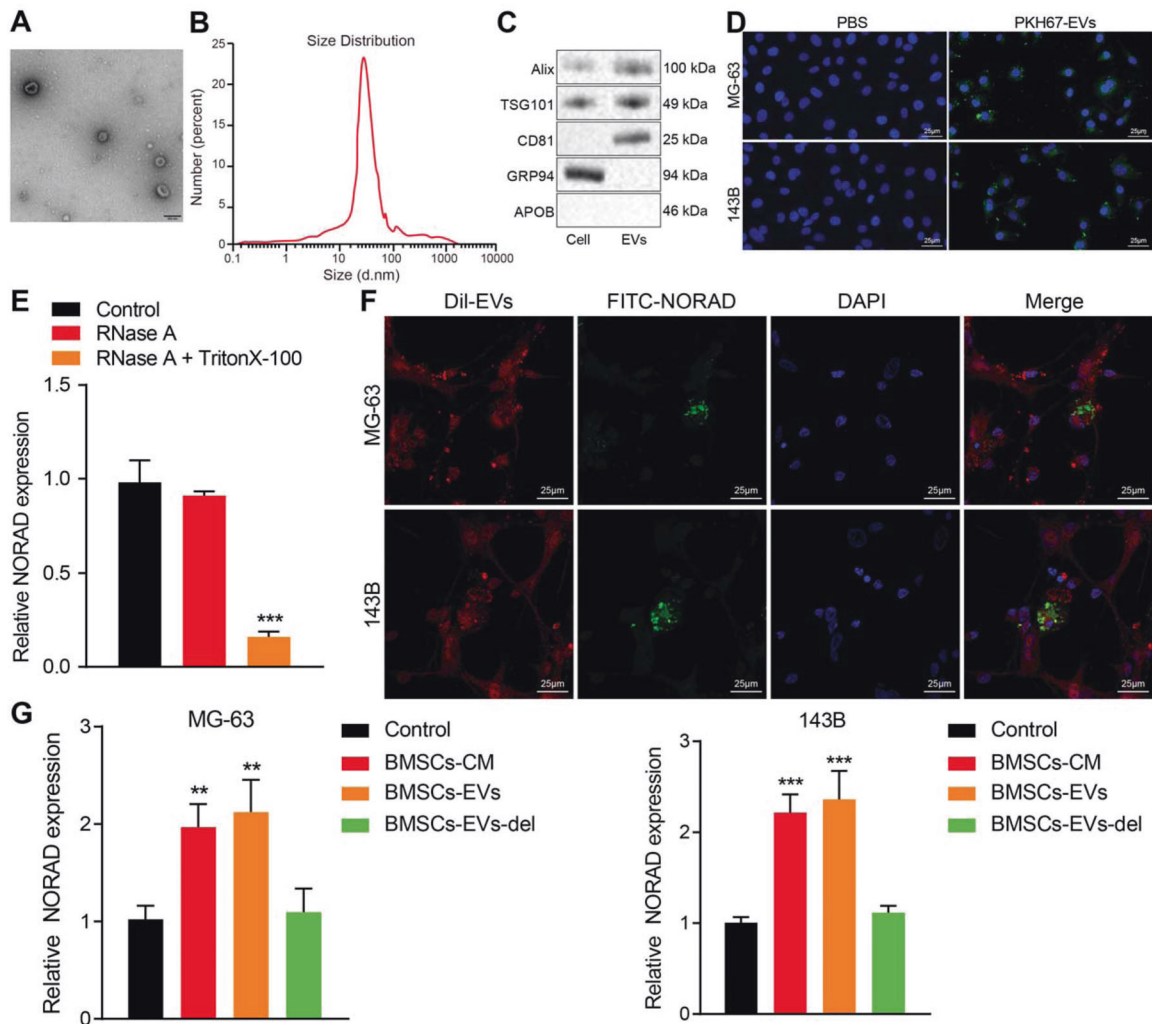 A
B
Size Distribution
Number (percent)
25
20
15
10
5
0
0.1
1
10
100
1000
10000
Size (d.nm)
C
Alix
100 kDa
TSG101
49 kDa
CD81
25 kDa
GRP94
94 kDa
APOB
46 kDa
Cell
EVs
D
PBS
PKH67-EVs
MG-63
25μm
25μm
143B
25μm
25μm
E
Control
RNase A
RNase A + TritonX-100
Relative NORAD expression
1.5
1.0
0.5
0.0
***
F
Dil-EVs
FITC-NORAD
DAPI
Merge
MG-63
25μm
25μm
25μm
25μm
143B
25μm
25μm
25μm
25μm
G
MG-63
Relative NORAD expression
3
2
1
0
**
**
Control
BMSCs-CM
BMSCs-EVs
BMSCs-EVs-del
143B
Relative NORAD expression
3
2
1
0
***
***
Control
BMSCs-CM
BMSCs-EVs
BMSCs-EVs-del